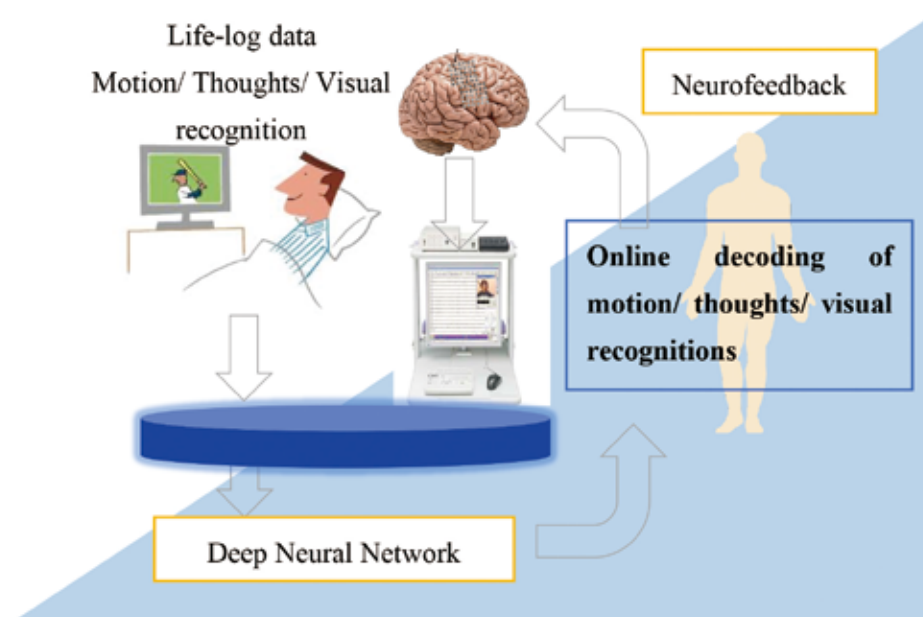 Life-log data
Motion/ Thoughts/ Visual
recognition
Neurofeedback
Online decoding of
motion/ thoughts/ visual
recognitions
Deep Neural Network